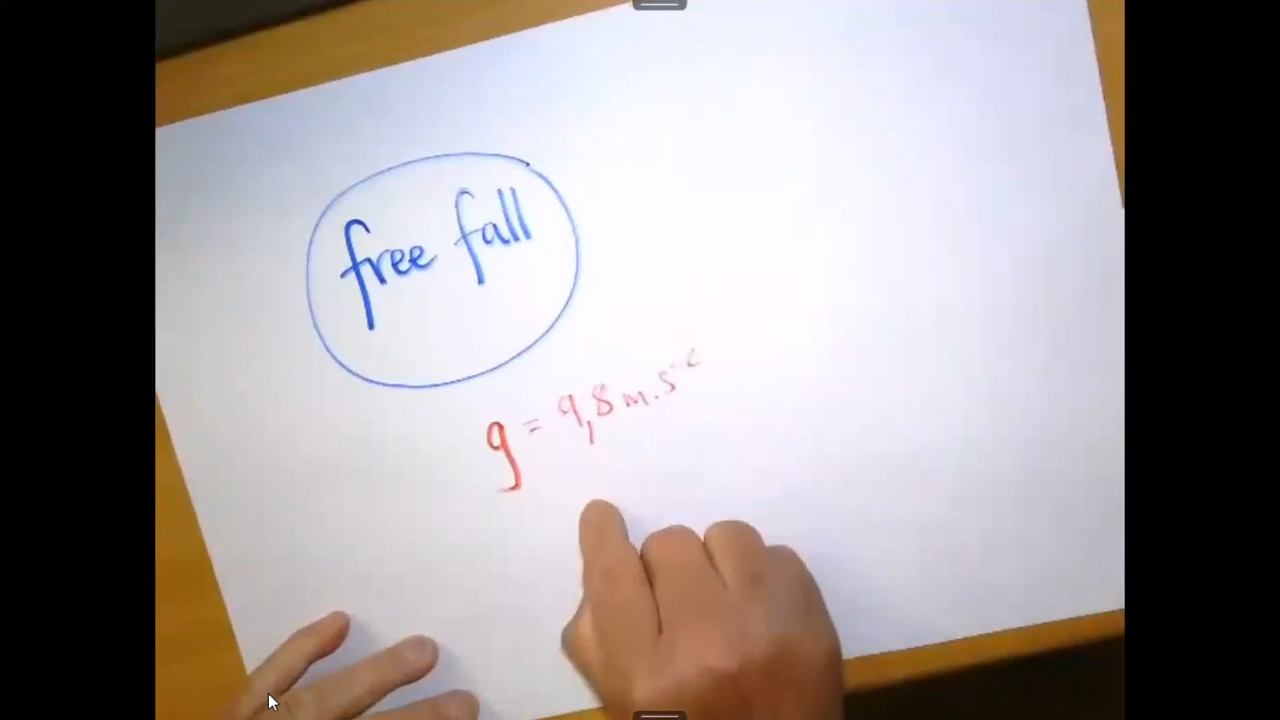 free fall
g = 9,8 m.s⁻²